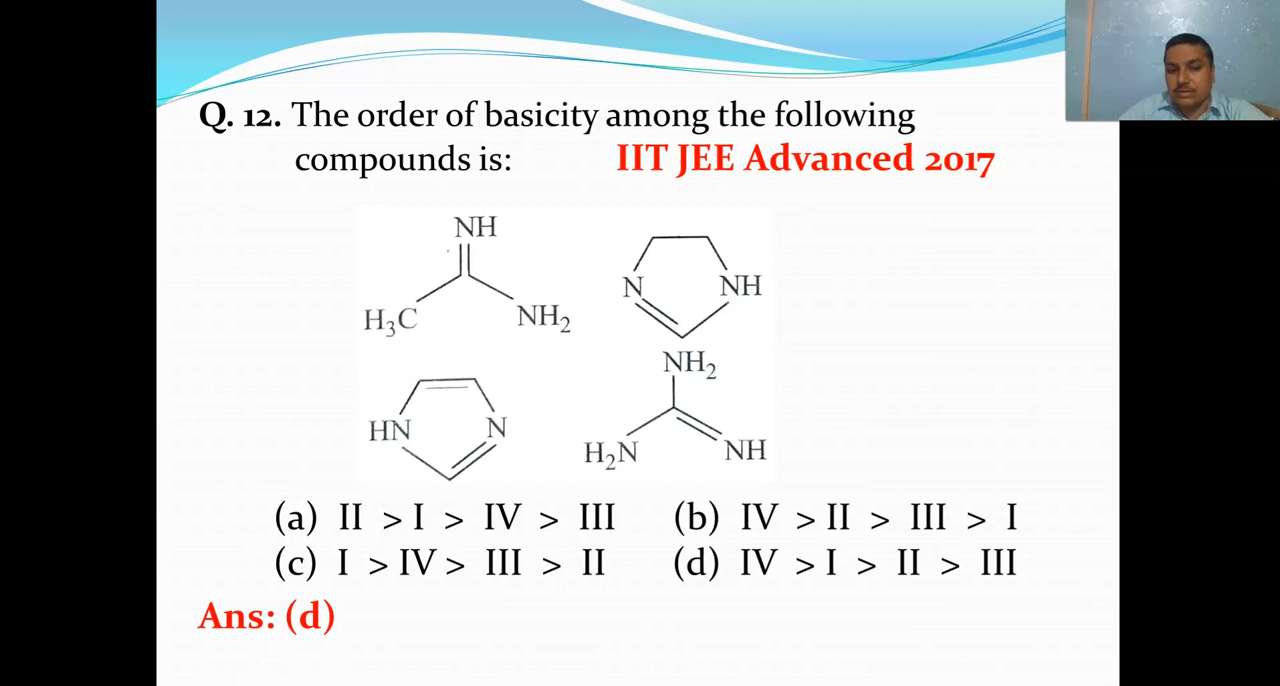 Q. 12. The order of basicity among the following
compounds is: IIT JEE Advanced 2017
NH
H₃C NH₂
N NH
HN N
NH₂
H₂N NH
(a) II > I > IV > III (b) IV > II > III > I
(c) I > IV > III > II (d) IV > I > II > III
Ans: (d)